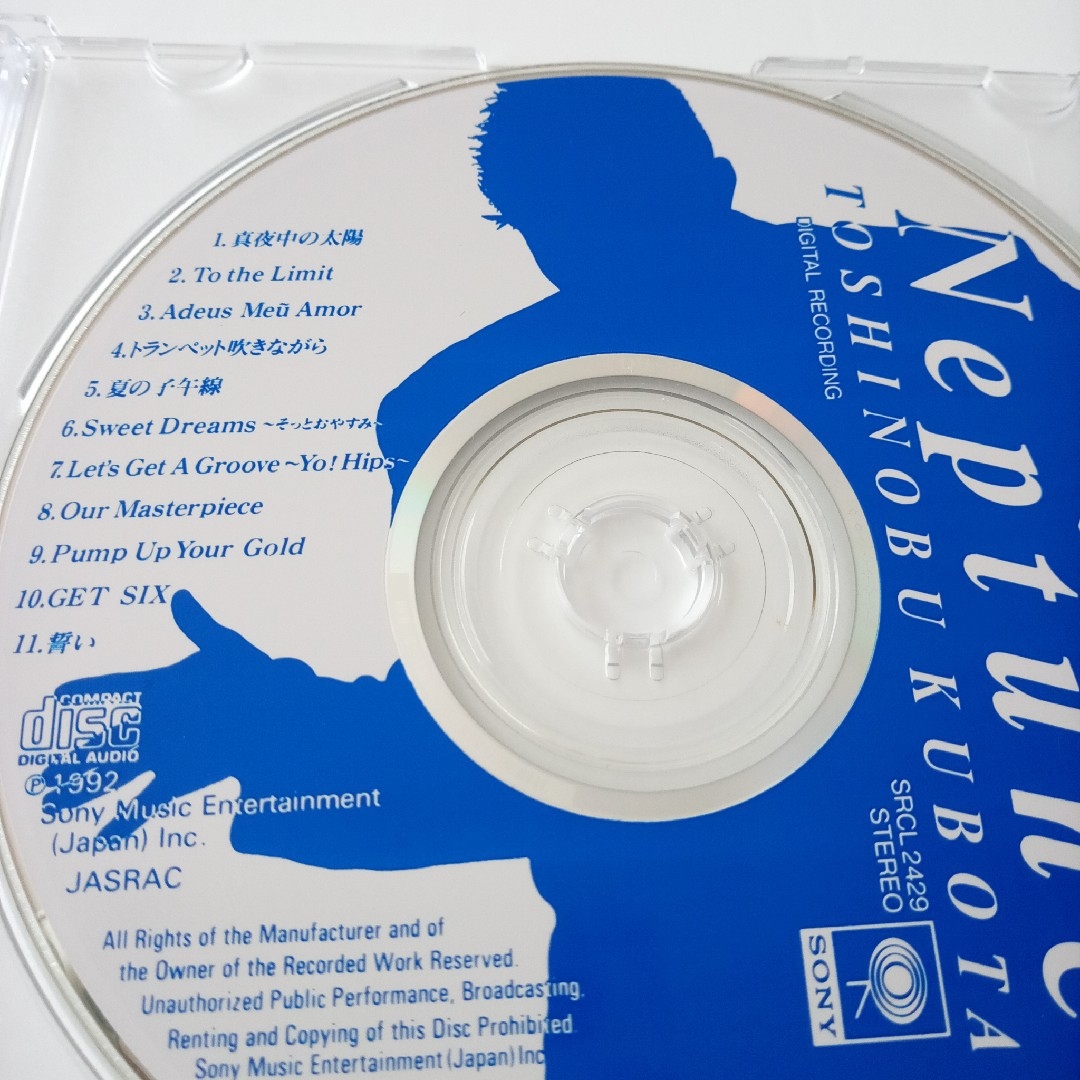 1. 真夜中の太陽
2. To the Limit
3. Adeus Meũ Amor
4. トランペット吹きながら
5. 夏の子午線
6. Sweet Dreams ~そっとおやすみ~
7. Let's Get A Groove ~Yo! Hips~
8. Our Masterpiece
9. Pump Up Your Gold
10. GET SIX
11. 誓い
COMPACT
disc
DIGITAL AUDIO
℗1992
Sony Music Entertainment
(Japan) Inc.
JASRAC
All Rights of the Manufacturer and of
the Owner of the Recorded Work Reserved.
Unauthorized Public Performance, Broadcasting,
Renting and Copying of this Disc Prohibited
Sony Music Entertainment (Japan) Inc
Neptune
TOSHINOBU KUBOTA
DIGITAL RECORDING
SRCL 2429
STEREO
SONY